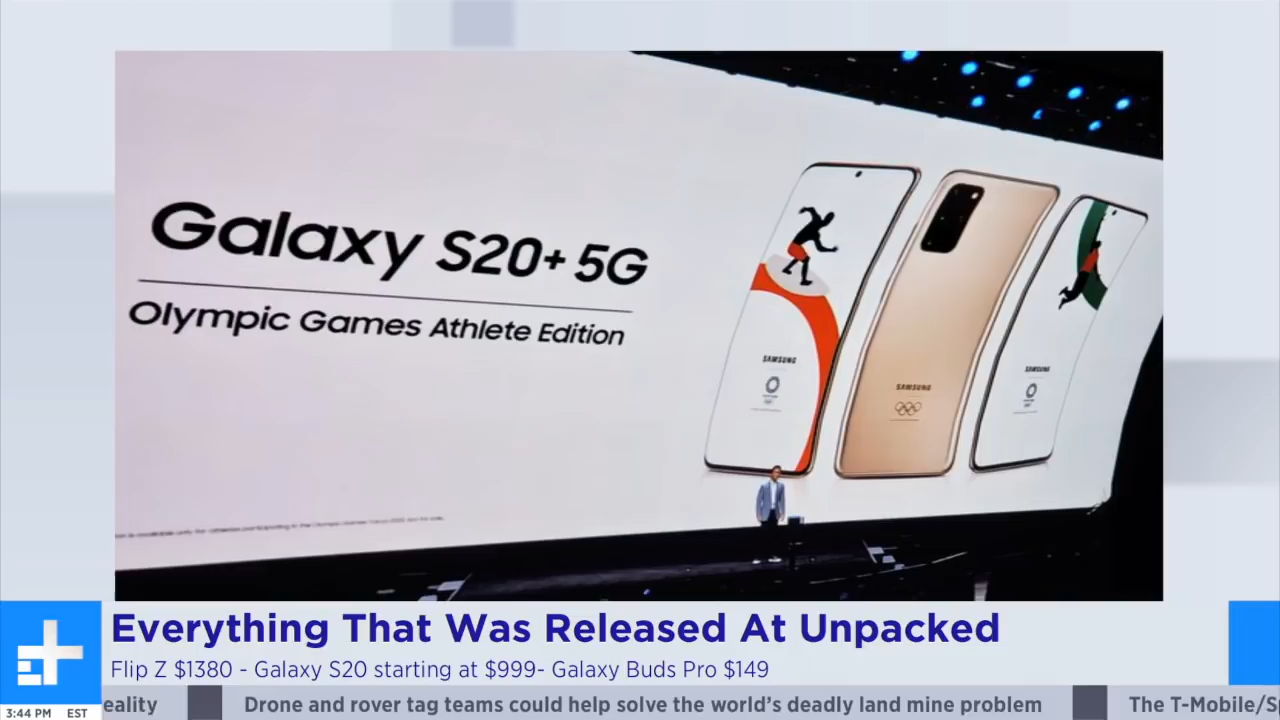 Galaxy S20+ 5G
Olympic Games Athlete Edition
SAMSUNG
SAMSUNG
SAMSUNG
Everything That Was Released At Unpacked
Flip Z $1380 - Galaxy S20 starting at $999- Galaxy Buds Pro $149
eality
Drone and rover tag teams could help solve the world's deadly land mine problem
The T-Mobile/S
3:44 PM EST